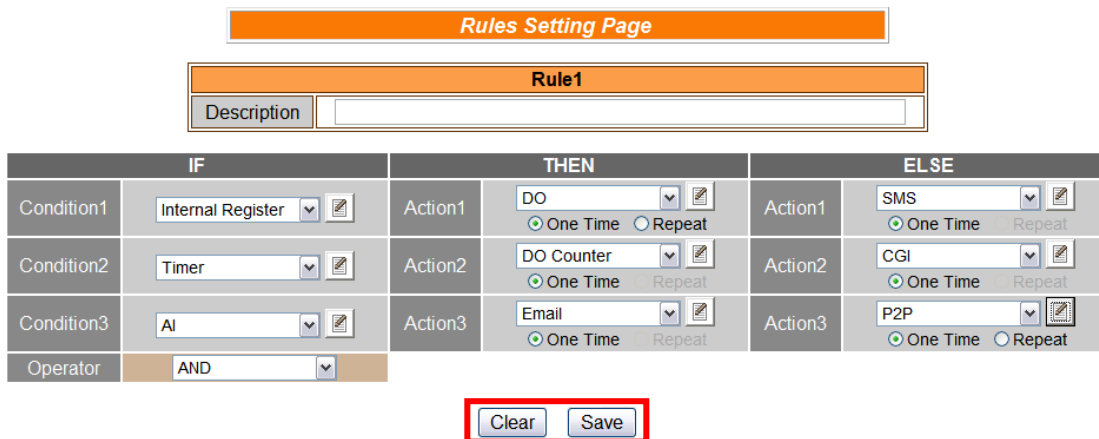 Rules Setting Page
Rule1
Description
IF THEN ELSE
Condition1 Internal Register Action1 DO Action1 SMS
One Time Repeat One Time Repeat
Condition2 Timer Action2 DO Counter Action2 CGI
One Time Repeat One Time Repeat
Condition3 AI Action3 Email Action3 P2P
One Time Repeat One Time Repeat
Operator AND
Clear Save